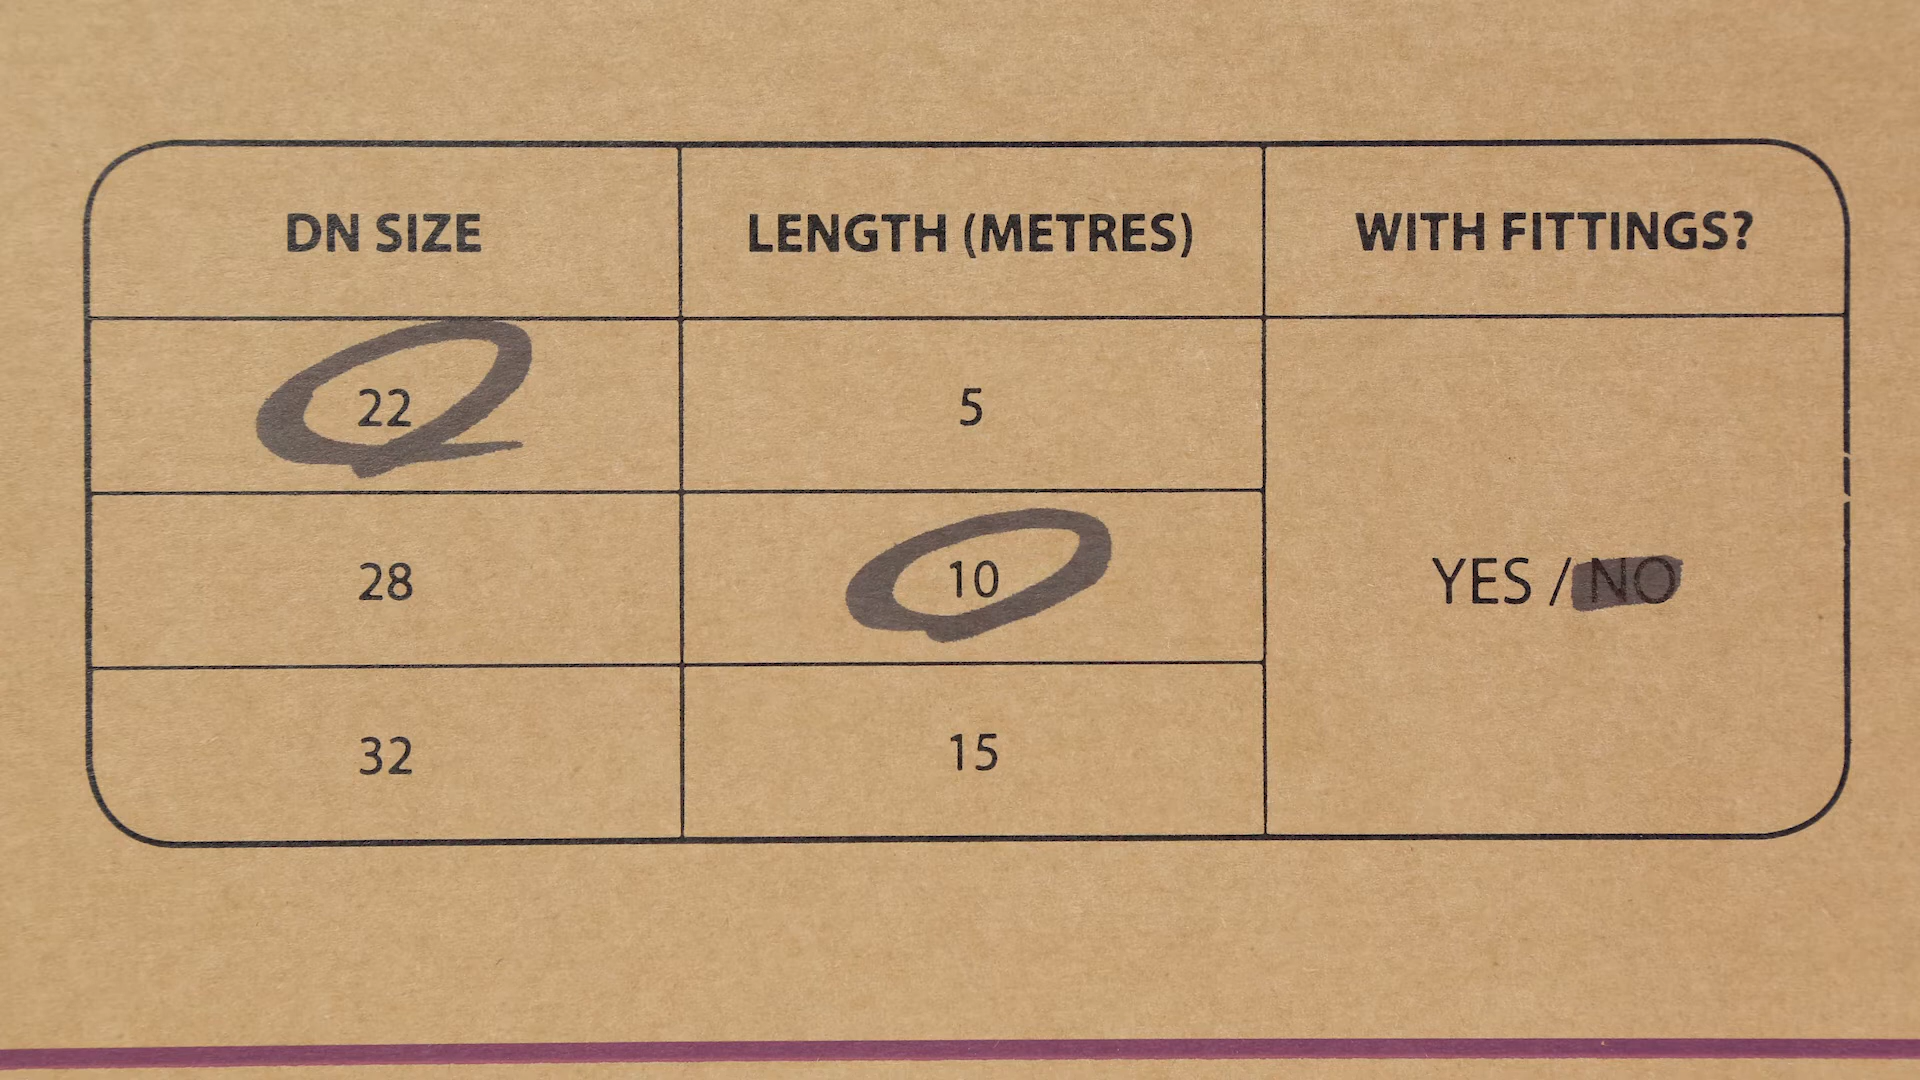 DN SIZE LENGTH (METRES) WITH FITTINGS?
22 5
28 10 YES / NO
32 15